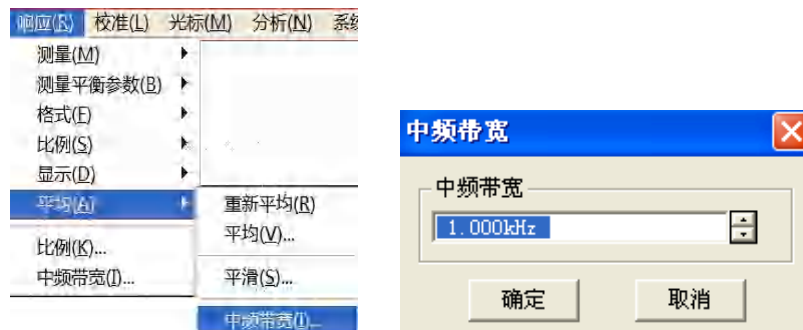 响应(R) 校准(L) 光标(M) 分析(N) 系统
测量(M)
测量平衡参数(B)
格式(F)
比例(S)
显示(D)
平均(A)
比例(K)...
中频带宽(I)...
重新平均(R)
平均(V)...
平滑(S)...
中频带宽(I)...
中频带宽
中频带宽
1.000kHz
确定 取消